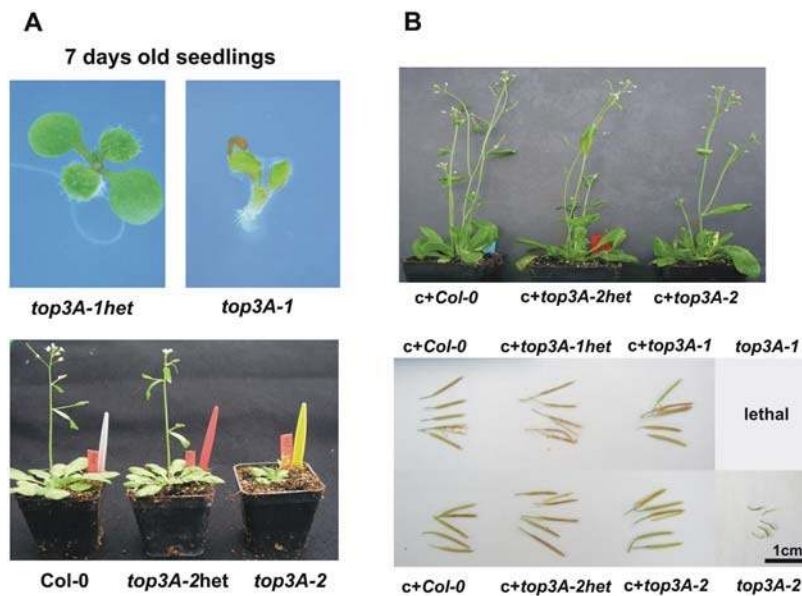 A
7 days old seedlings
top3A-1het
top3A-1
Col-0
top3A-2het
top3A-2
B
c+Col-0
c+top3A-2het
c+top3A-2
c+Col-0
c+top3A-1het
c+top3A-1
top3A-1
lethal
1cm
c+Col-0
c+top3A-2het
c+top3A-2
top3A-2